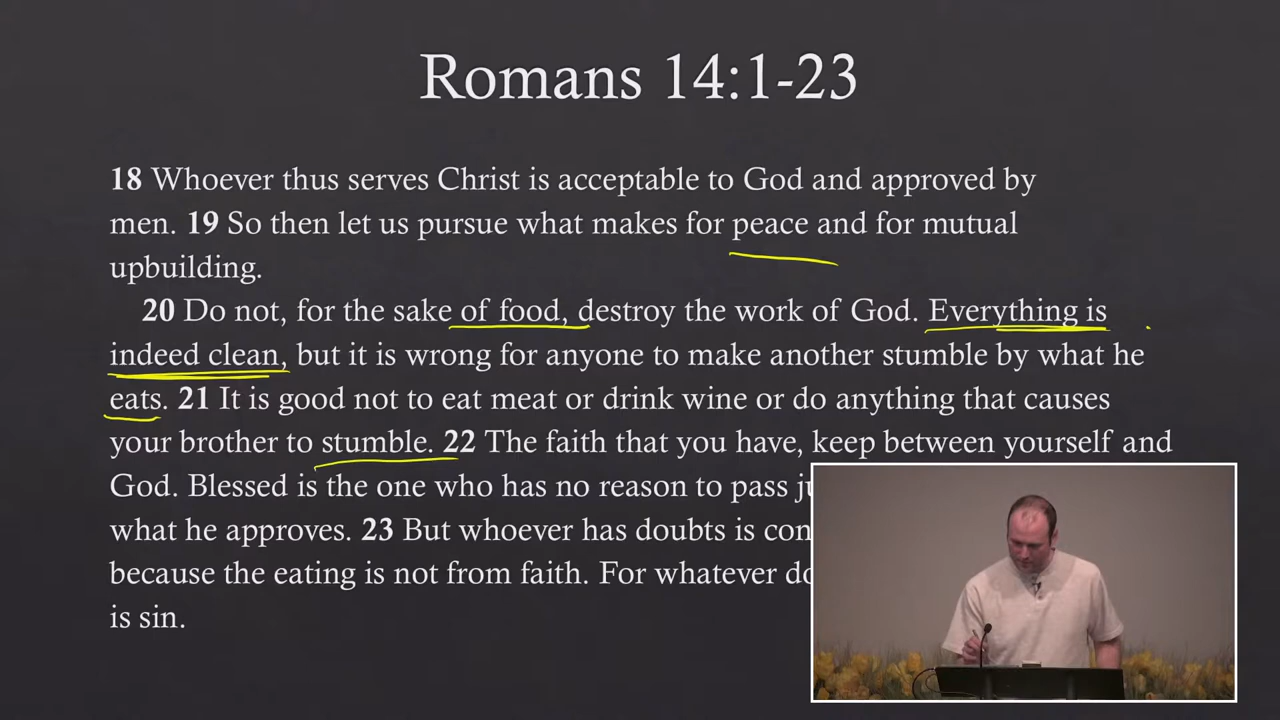 Romans 14:1-23
18 Whoever thus serves Christ is acceptable to God and approved by
men. 19 So then let us pursue what makes for peace and for mutual
upbuilding.
20 Do not, for the sake of food, destroy the work of God. Everything is
indeed clean, but it is wrong for anyone to make another stumble by what he
eats. 21 It is good not to eat meat or drink wine or do anything that causes
your brother to stumble. 22 The faith that you have, keep between yourself and
God. Blessed is the one who has no reason to pass
what he approves. 23 But whoever has doubts is
because the eating is not from faith. For whatever
is sin.